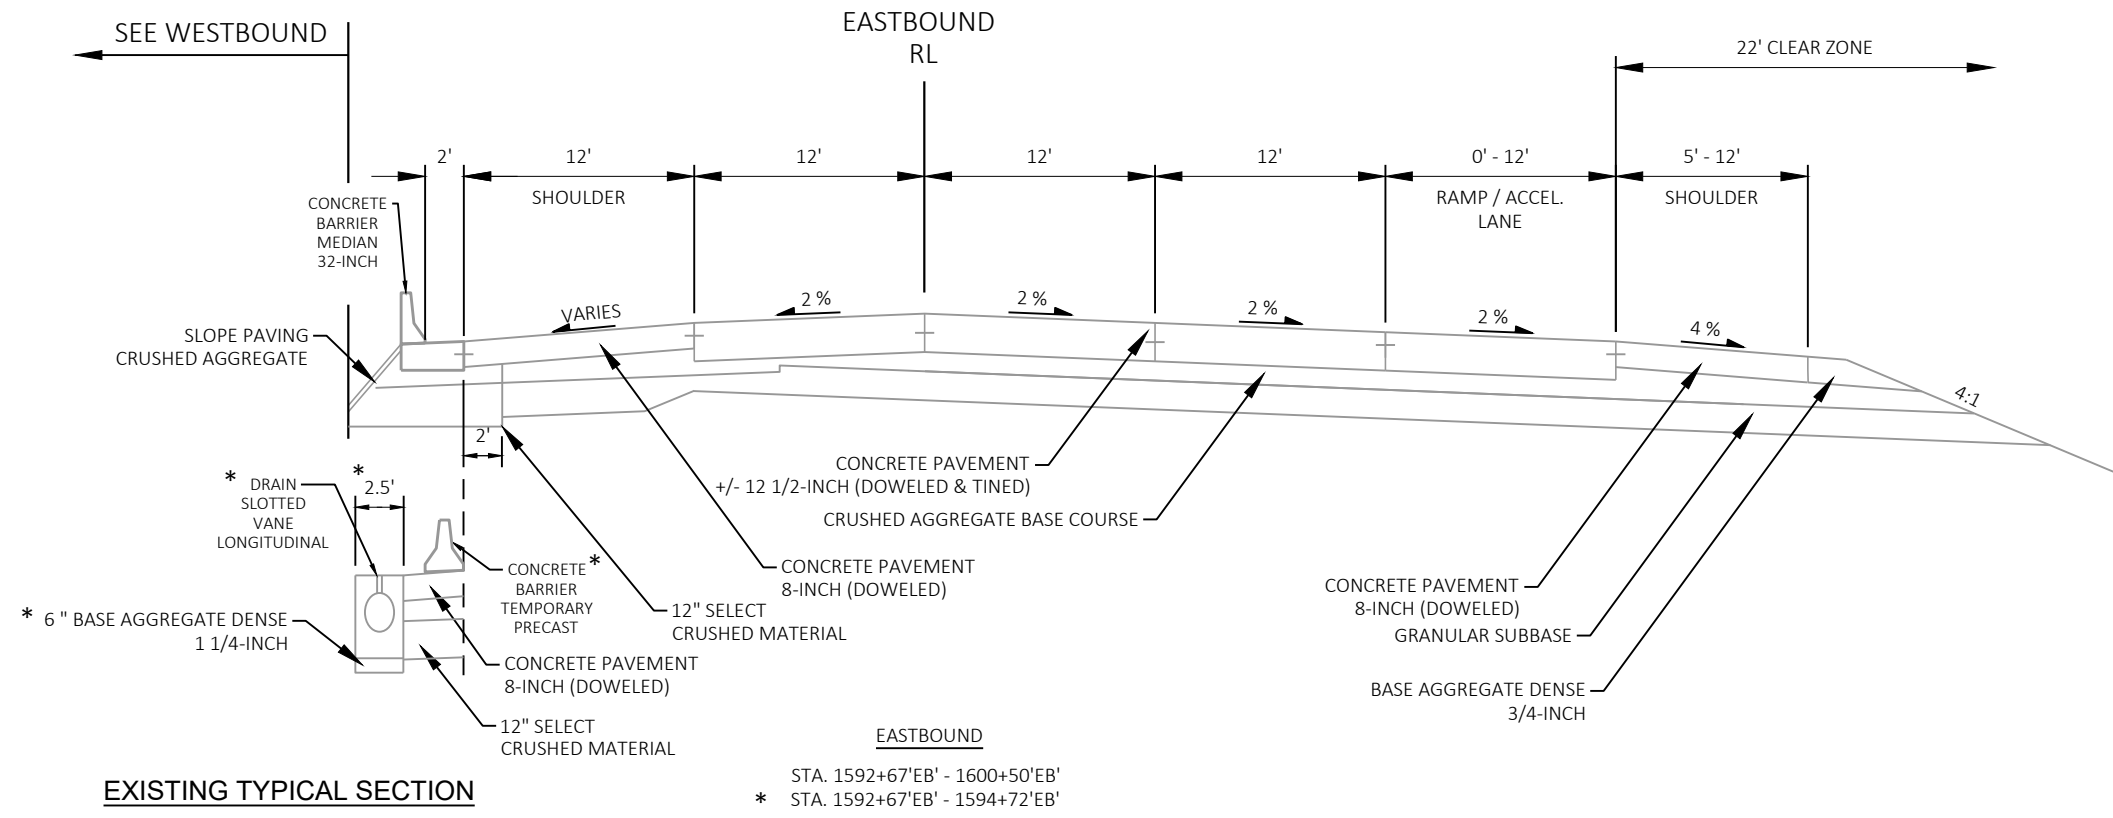 SEE WESTBOUND
EASTBOUND
RL
22' CLEAR ZONE
2'
12'
12'
12'
12'
0' - 12'
5' - 12'
SHOULDER
RAMP / ACCEL.
LANE
SHOULDER
CONCRETE
BARRIER
MEDIAN
32-INCH
VARIES
2 %
2 %
2 %
2 %
4 %
SLOPE PAVING
CRUSHED AGGREGATE
4:1
2'
CONCRETE PAVEMENT
+/- 12 1/2-INCH (DOWELED & TINED)
CRUSHED AGGREGATE BASE COURSE
* DRAIN
SLOTTED
VANE
LONGITUDINAL
*
2.5'
CONCRETE *
BARRIER
TEMPORARY
PRECAST
CONCRETE PAVEMENT
8-INCH (DOWELED)
CONCRETE PAVEMENT
8-INCH (DOWELED)
* 6 " BASE AGGREGATE DENSE
1 1/4-INCH
12" SELECT
CRUSHED MATERIAL
GRANULAR SUBBASE
CONCRETE PAVEMENT
8-INCH (DOWELED)
BASE AGGREGATE DENSE
3/4-INCH
12" SELECT
CRUSHED MATERIAL
EASTBOUND
STA. 1592+67'EB' - 1600+50'EB'
* STA. 1592+67'EB' - 1594+72'EB'
EXISTING TYPICAL SECTION